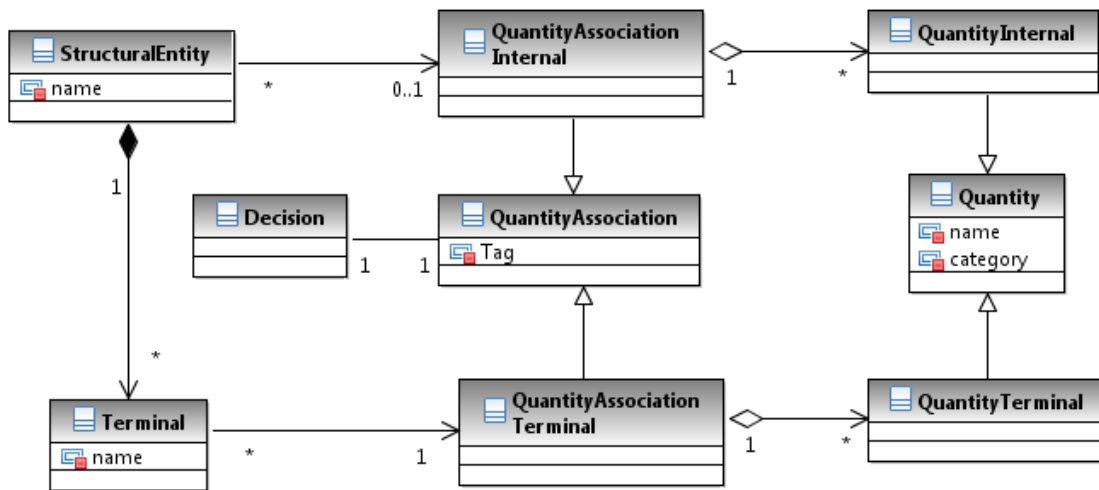 StructuralEntity
name
*
0..1
QuantityAssociation
Internal
1
*
QuantityInternal
1
Decision
1
1
QuantityAssociation
Tag
Quantity
name
category
*
Terminal
name
*
1
QuantityAssociation
Terminal
1
*
QuantityTerminal